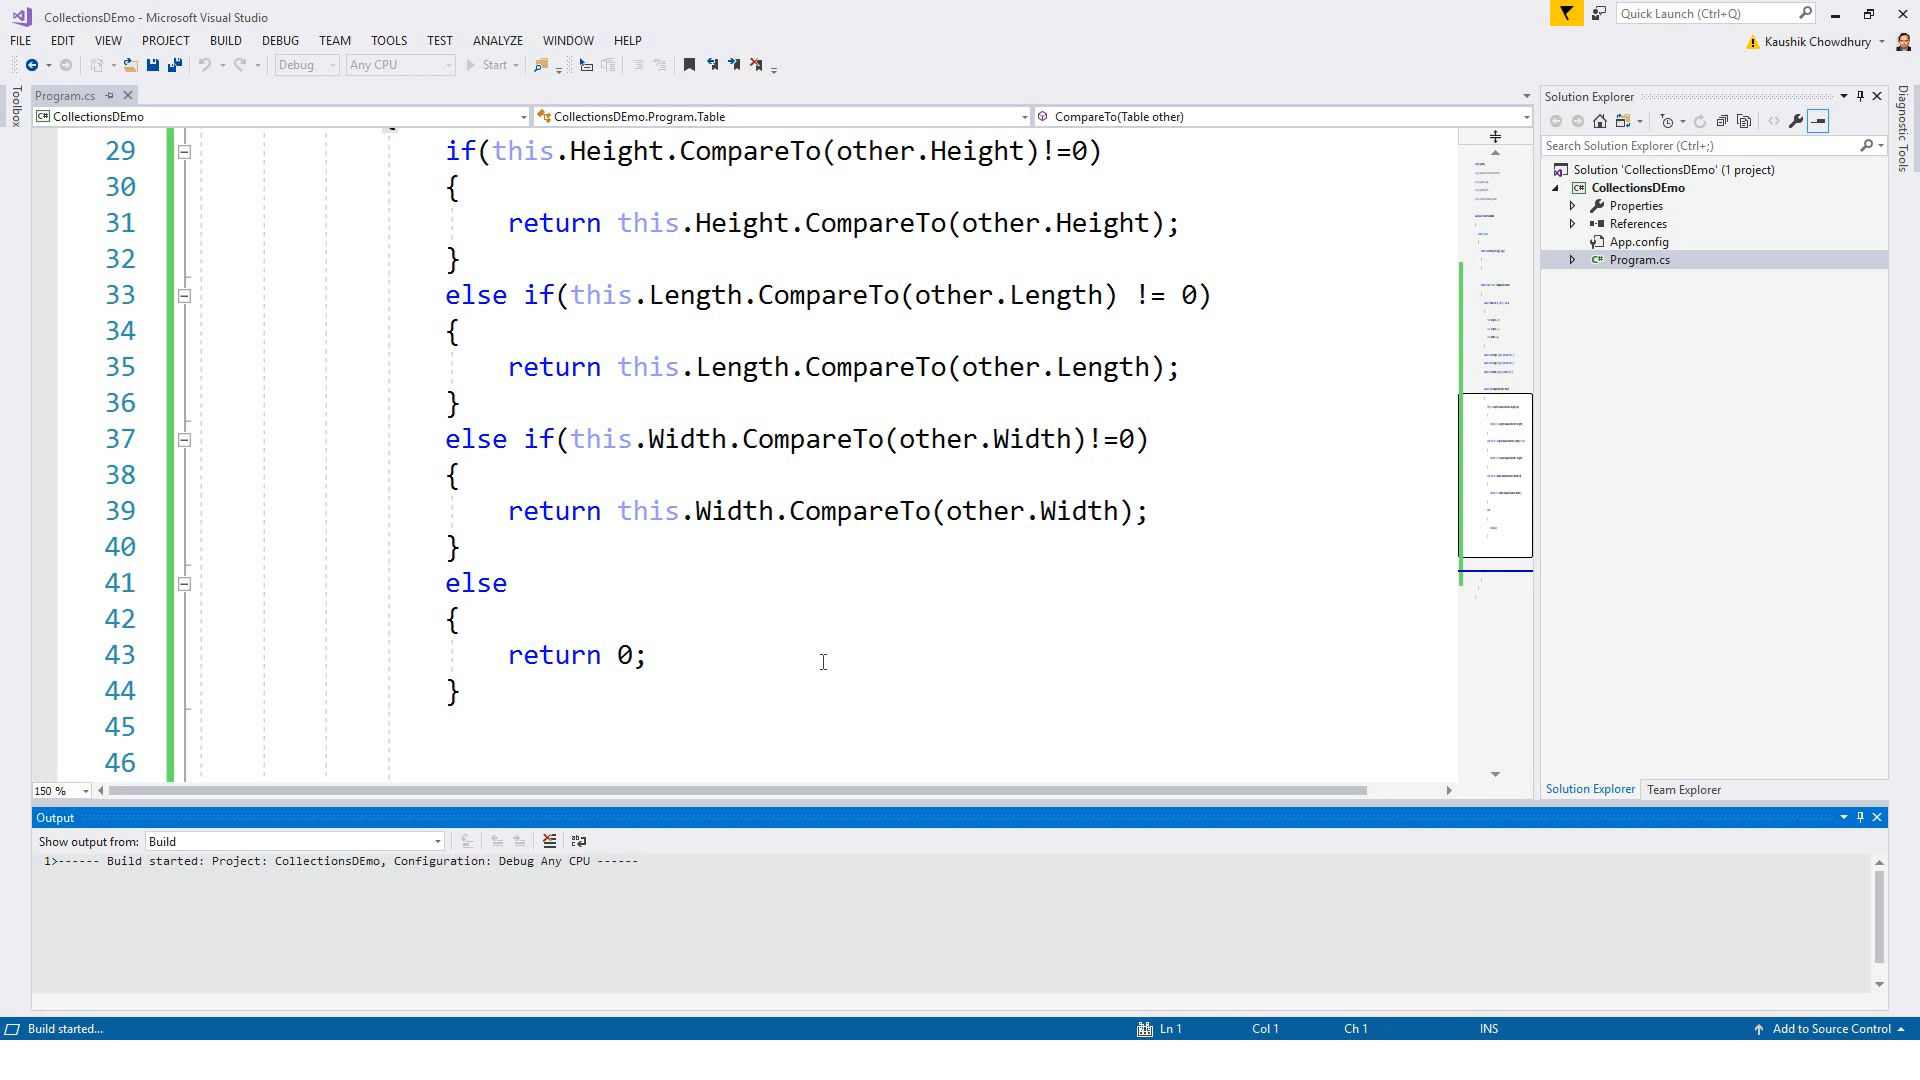 CollectionsDEmo - Microsoft Visual Studio
Quick Launch (Ctrl+Q)
FILE EDIT VIEW PROJECT BUILD DEBUG TEAM TOOLS TEST ANALYZE WINDOW HELP
Kaushik Chowdhury
Debug Any CPU Start
Toolbox
Program.cs
CollectionsDEmo CollectionsDEmo.Program.Table CompareTo(Table other)
29 if(this.Height.CompareTo(other.Height)!=0)
30 {
31 return this.Height.CompareTo(other.Height);
32 }
33 else if(this.Length.CompareTo(other.Length) != 0)
34 {
35 return this.Length.CompareTo(other.Length);
36 }
37 else if(this.Width.CompareTo(other.Width)!=0)
38 {
39 return this.Width.CompareTo(other.Width);
40 }
41 else
42 {
43 return 0;
44 }
45
46
150 %
Solution Explorer
Search Solution Explorer (Ctrl+;)
Solution 'CollectionsDEmo' (1 project)
CollectionsDEmo
Properties
References
App.config
Program.cs
Solution Explorer Team Explorer
Diagnostic Tools
Output
Show output from: Build
1>------ Build started: Project: CollectionsDEmo, Configuration: Debug Any CPU ------
Build started... Ln 1 Col 1 Ch 1 INS Add to Source Control